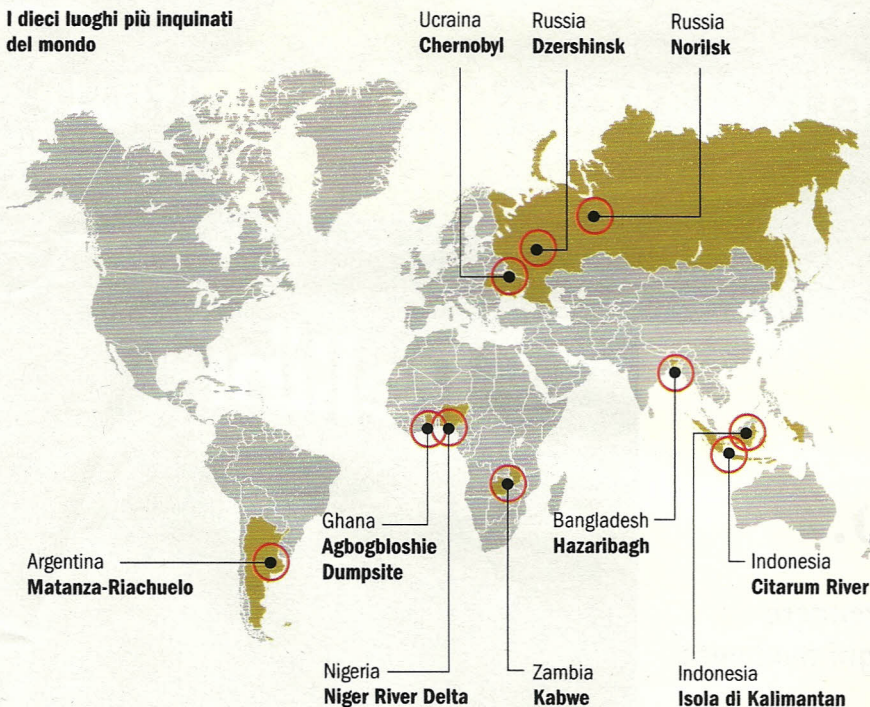 I dieci luoghi più inquinati
del mondo
Ucraina
Chernobyl
Russia
Dzershinsk
Russia
Norilsk
Ghana
Agbogbloshie
Dumpsite
Bangladesh
Hazaribagh
Argentina
Matanza-Riachuelo
Indonesia
Citarum River
Nigeria
Niger River Delta
Zambia
Kabwe
Indonesia
Isola di Kalimantan